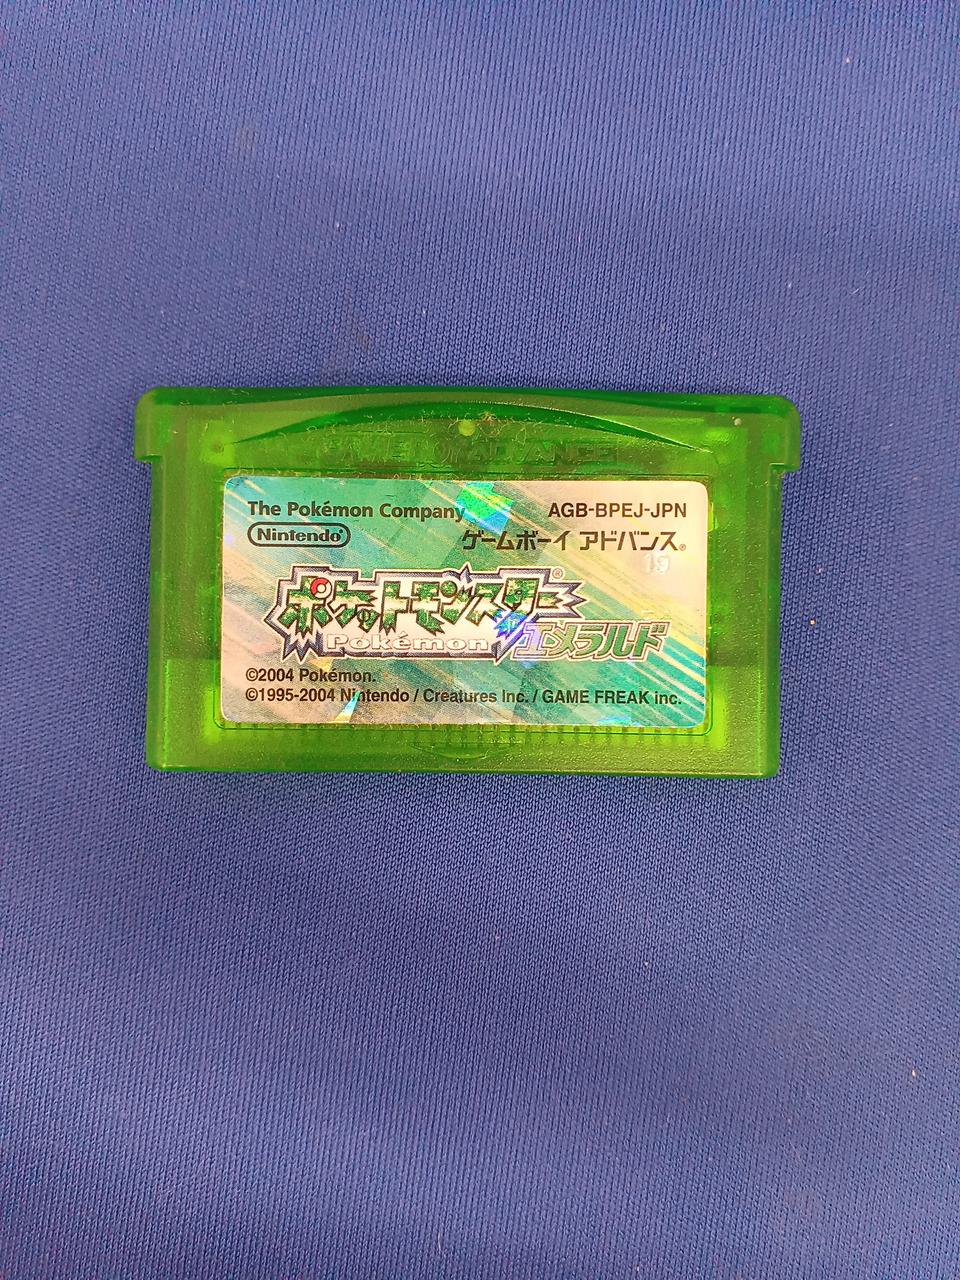 GAME BOY ADVANCE
The Pokémon Company
AGB-BPEJ-JPN
Nintendo®
ゲームボーイ アドバンス®
19
ポケットモンスター®
Pokémon
エメラルド
©2004 Pokémon.
©1995-2004 Nintendo / Creatures Inc. / GAME FREAK inc.